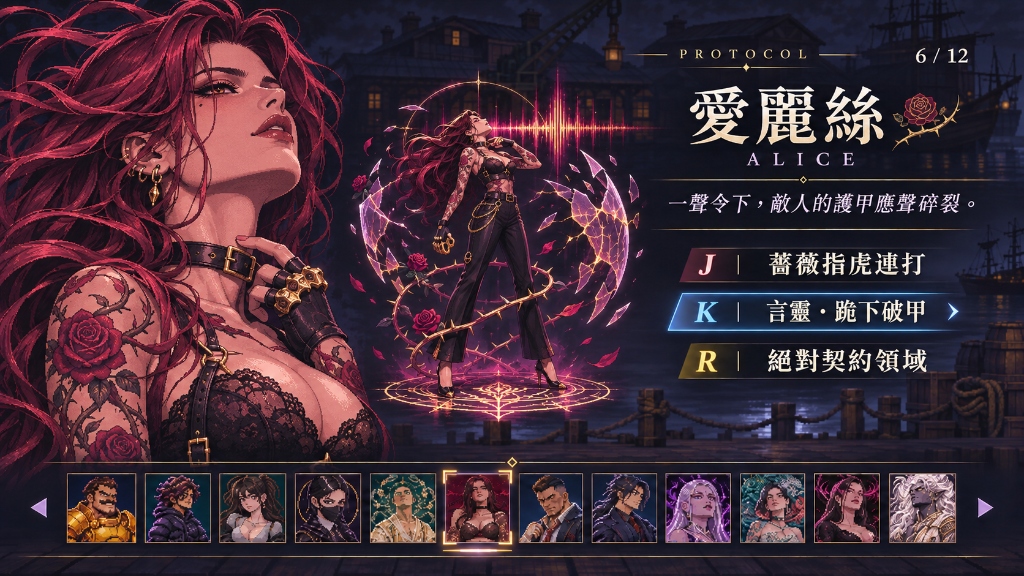 PROTOCOL
6 / 12
愛麗絲
ALICE
一聲令下，敵人的護甲應聲碎裂。
J 薔薇指虎連打
K 言靈・跪下破甲
R 絕對契約領域